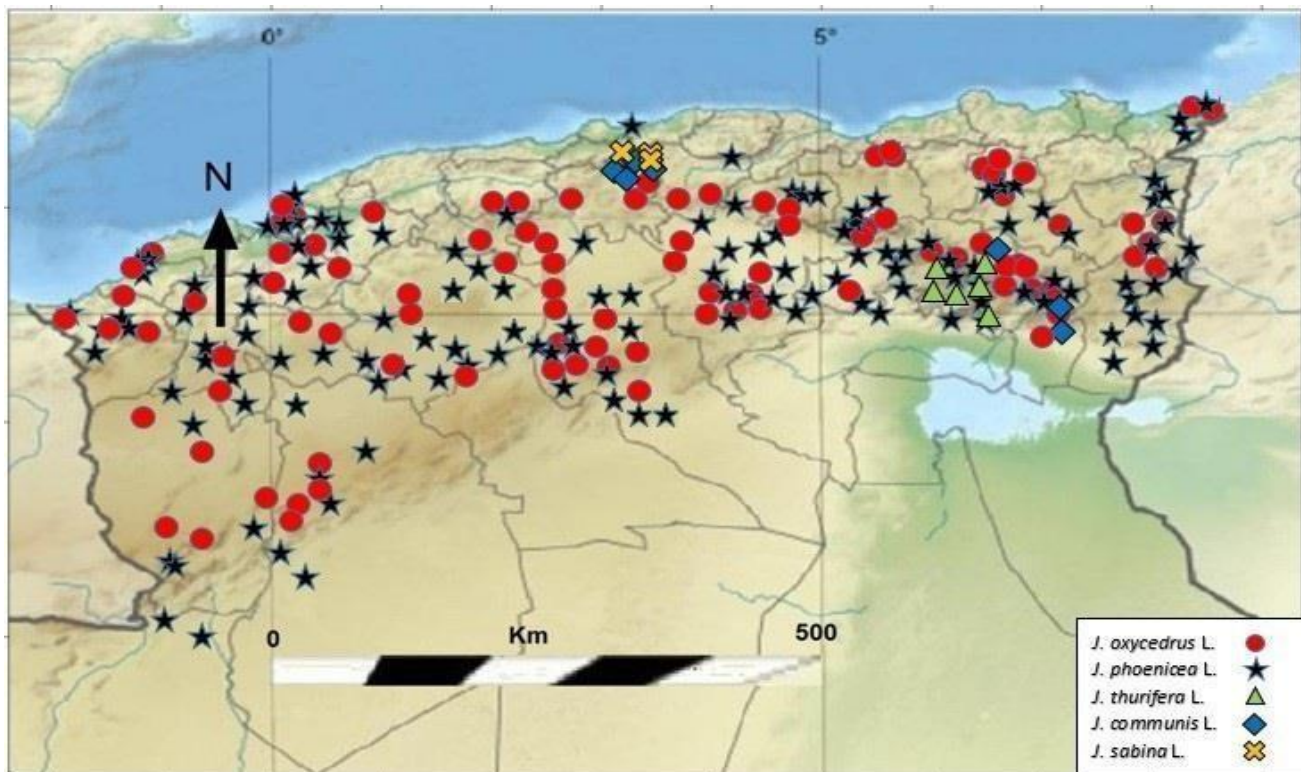 0° 5°
N
0 Km 500
J. oxycedrus L.
J. phoenicea L.
J. thurifera L.
J. communis L.
J. sabina L.